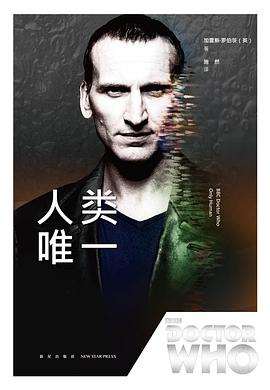 加雷斯·罗伯茨（英）
著
施 然
译
人类
唯一
BBC Doctor Who
Only Human
新星出版社 NEW STAR PRESS
BBC
DOCTOR
WHO